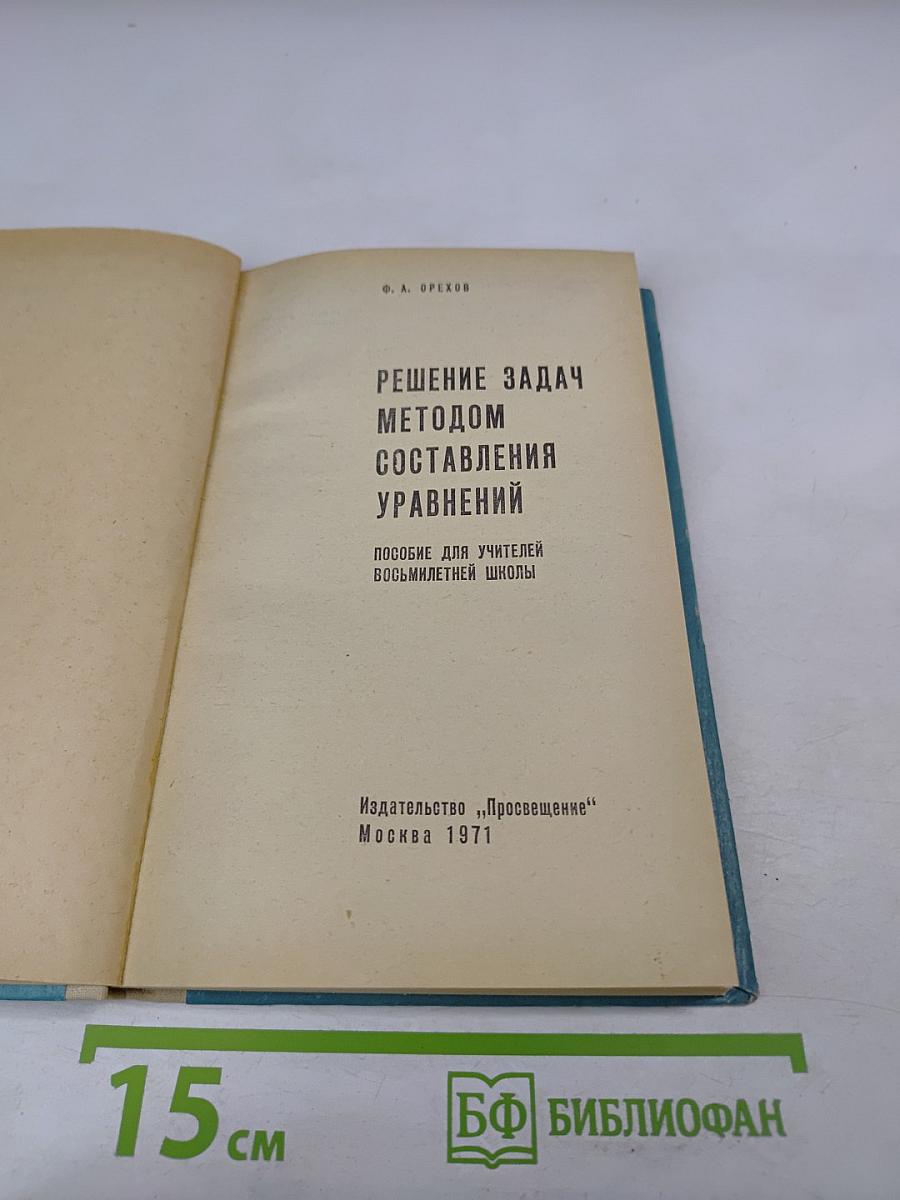 Ф. А. ОРЕХОВ
РЕШЕНИЕ ЗАДАЧ
МЕТОДОМ
СОСТАВЛЕНИЯ
УРАВНЕНИЙ
ПОСОБИЕ ДЛЯ УЧИТЕЛЕЙ
ВОСЬМИЛЕТНЕЙ ШКОЛЫ
Издательство „Просвещение“
Москва 1971
15 см
БФ БИБЛИОФАН